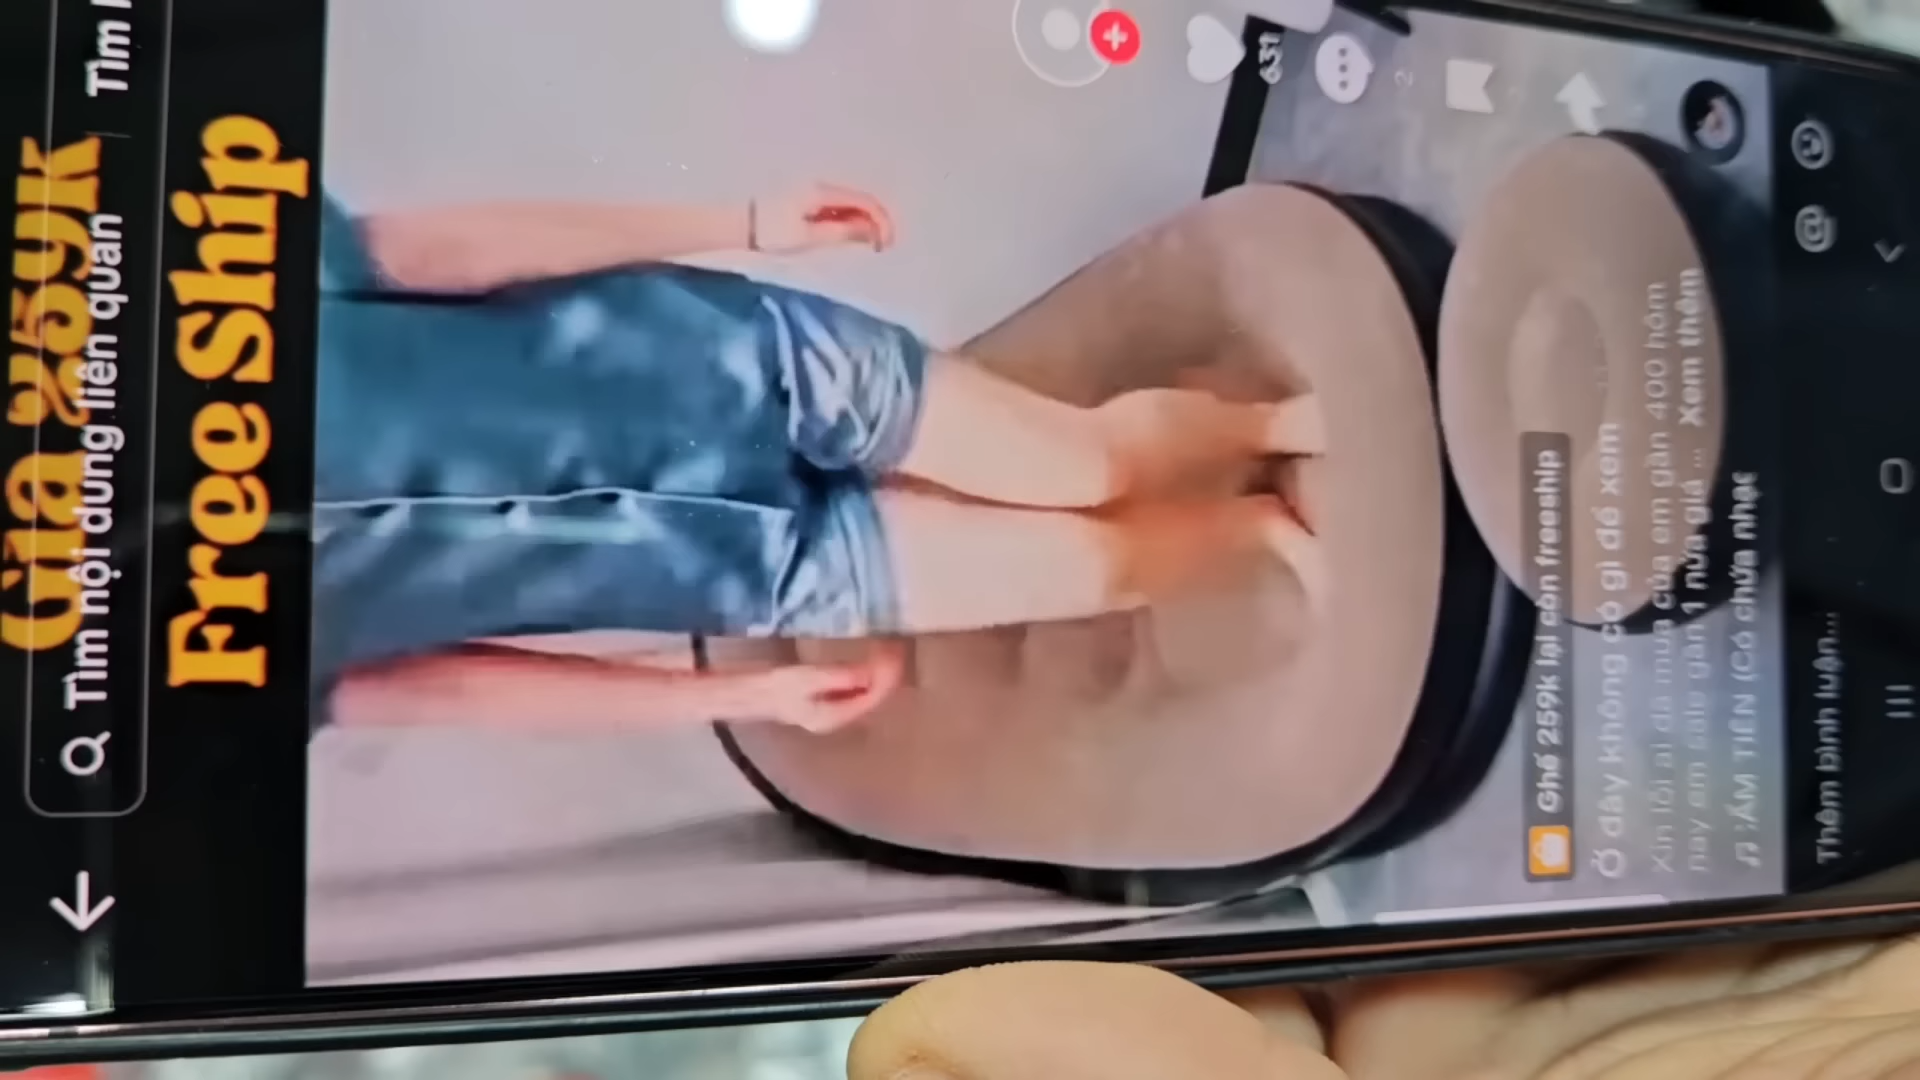 Tìm nội dung liên quan
Tìm
Giá 259K
Free Ship
631
2
Ghế 259k lại còn freeship
Ở đây không có gì để xem
Xin lỗi ai đã mua của em gần 400 hôm
nay em sale gần 1 nửa giá ... Xem thêm
ẤM TIÊN (Có chứa nhạc
Thêm bình luận...